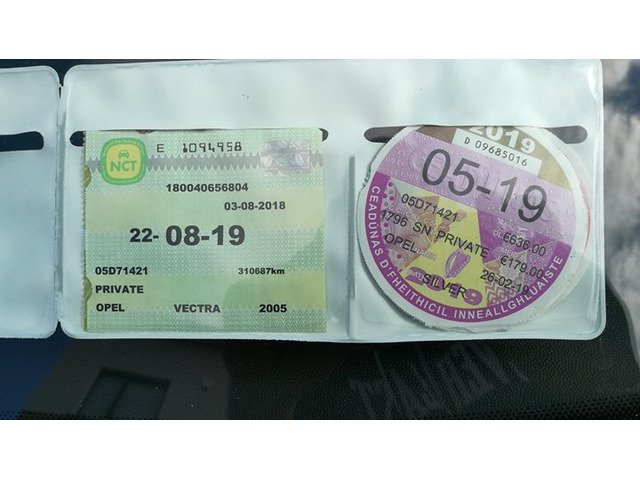 NCT
E 1094958
180040656804
03-08-2018
22-08-19
05D71421 310687km
PRIVATE
OPEL VECTRA 2005
2019
D 09685016
05-19
05D71421
1796 SN PRIVATE €636.00
OPEL €179.00
SILVER 26-02-19
CEADÚNAS D'FHEITHICIL INNEALLGHLUAISTE